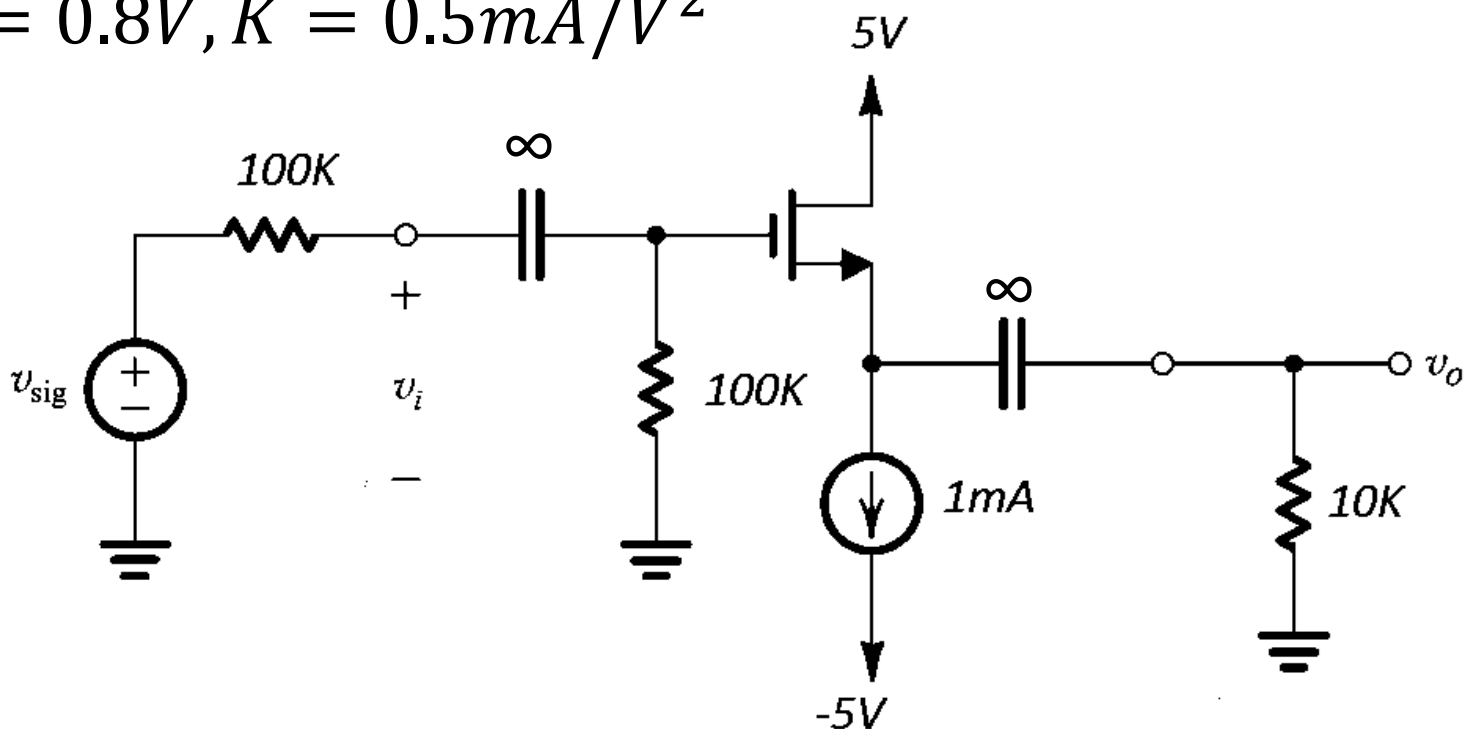 = 0.8V, K = 0.5mA/V²
5V
∞
100K
+
∞
v_sig
+
−
v_i
100K
v_o
−
1mA
10K
-5V